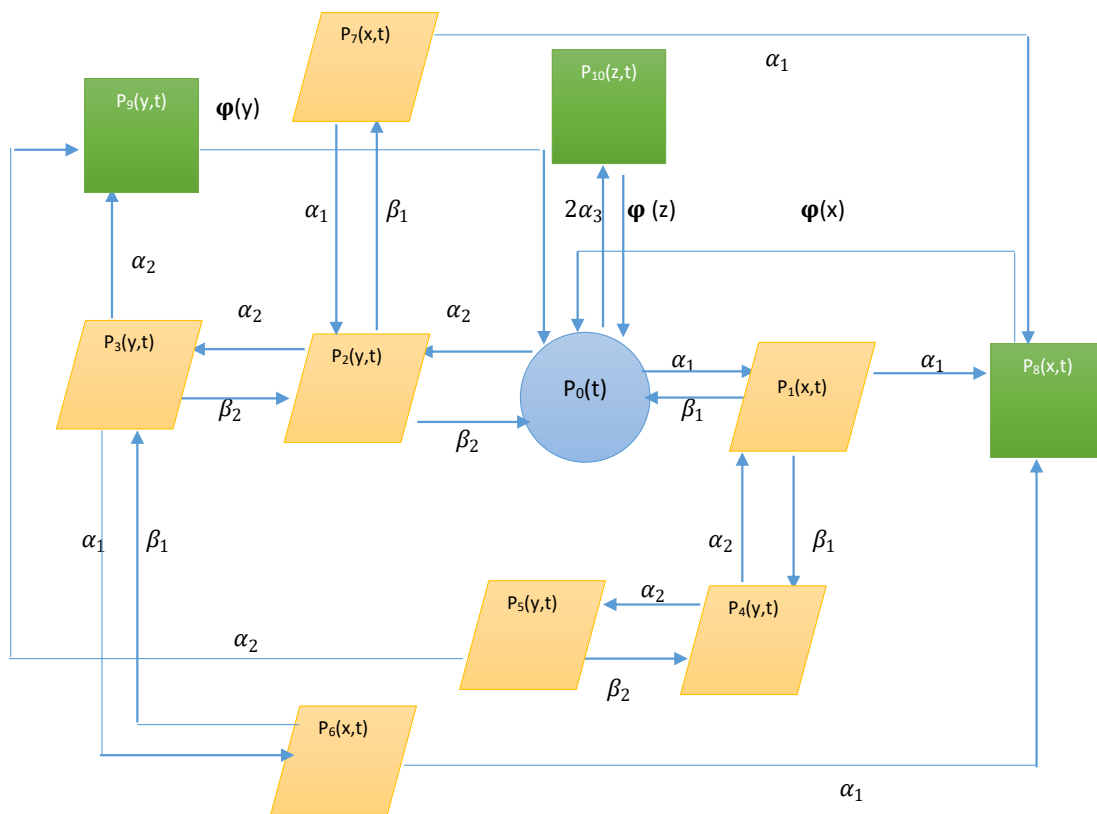 P₇(x,t)
α₁
P₁₀(z,t)
P₉(y,t)
𝛗(y)
α₁
β₁
2α₃
𝛗 (z)
𝛗(x)
α₂
α₂
α₂
P₃(y,t)
P₂(y,t)
P₀(t)
α₁
P₁(x,t)
α₁
P₈(x,t)
β₂
β₂
β₁
α₁
β₁
α₂
β₁
P₅(y,t)
α₂
P₄(y,t)
α₂
β₂
P₆(x,t)
α₁